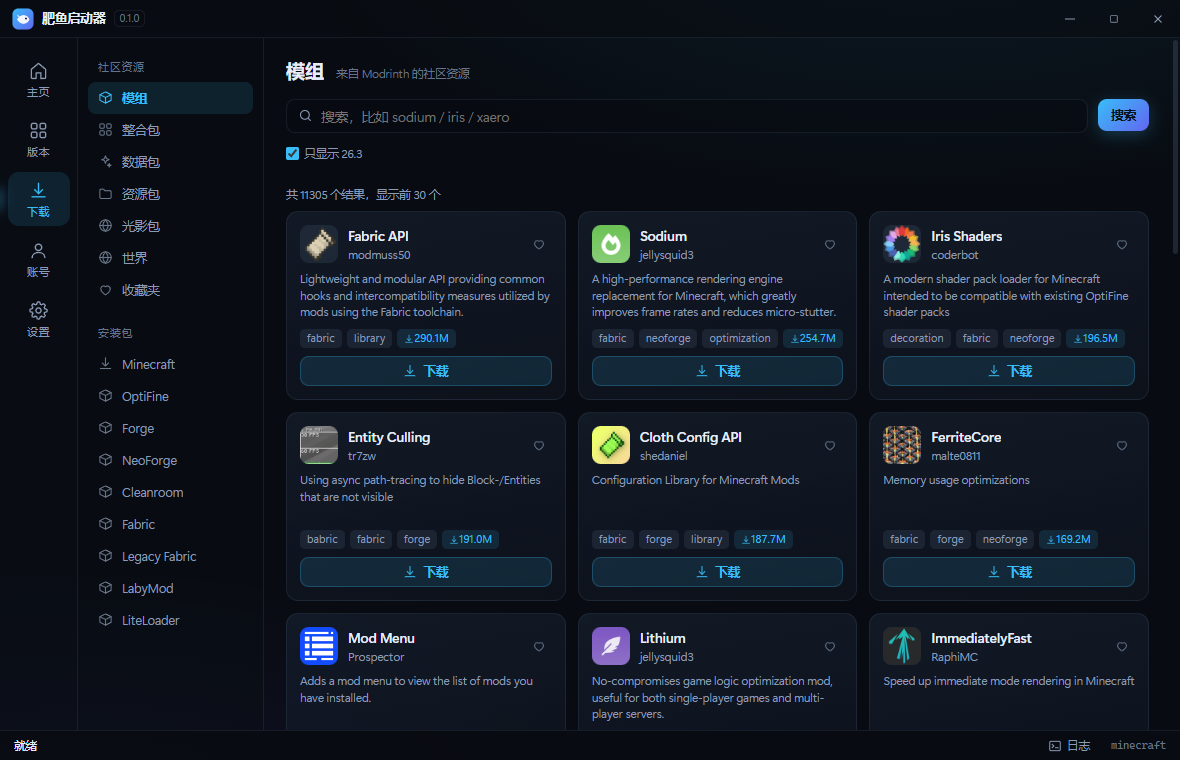 肥鱼启动器 0.1.0
主页
版本
下载
账号
设置
社区资源
模组
整合包
数据包
资源包
光影包
世界
收藏夹
安装包
Minecraft
OptiFine
Forge
NeoForge
Cleanroom
Fabric
Legacy Fabric
LabyMod
LiteLoader
模组 来自 Modrinth 的社区资源
搜索，比如 sodium / iris / xaero
搜索
只显示 26.3
共 11305 个结果，显示前 30 个
Fabric API
modmuss50
Lightweight and modular API providing common
hooks and intercompatibility measures utilized by
mods using the Fabric toolchain.
fabric library 290.1M
下载
Sodium
jellysquid3
A high-performance rendering engine
replacement for Minecraft, which greatly
improves frame rates and reduces micro-stutter.
fabric neoforge optimization 254.7M
下载
Iris Shaders
coderbot
A modern shader pack loader for Minecraft
intended to be compatible with existing OptiFine
shader packs
decoration fabric neoforge 196.5M
下载
Entity Culling
tr7zw
Using async path-tracing to hide Block-/Entities
that are not visible
babric fabric forge 191.0M
下载
Cloth Config API
shedaniel
Configuration Library for Minecraft Mods
fabric forge library 187.7M
下载
FerriteCore
malte0811
Memory usage optimizations
fabric forge neoforge 169.2M
下载
Mod Menu
Prospector
Adds a mod menu to view the list of mods you
have installed.
Lithium
jellysquid3
No-compromises game logic optimization mod,
useful for both single-player games and multi-
player servers.
ImmediatelyFast
RaphiMC
Speed up immediate mode rendering in Minecraft
就绪
日志 minecraft